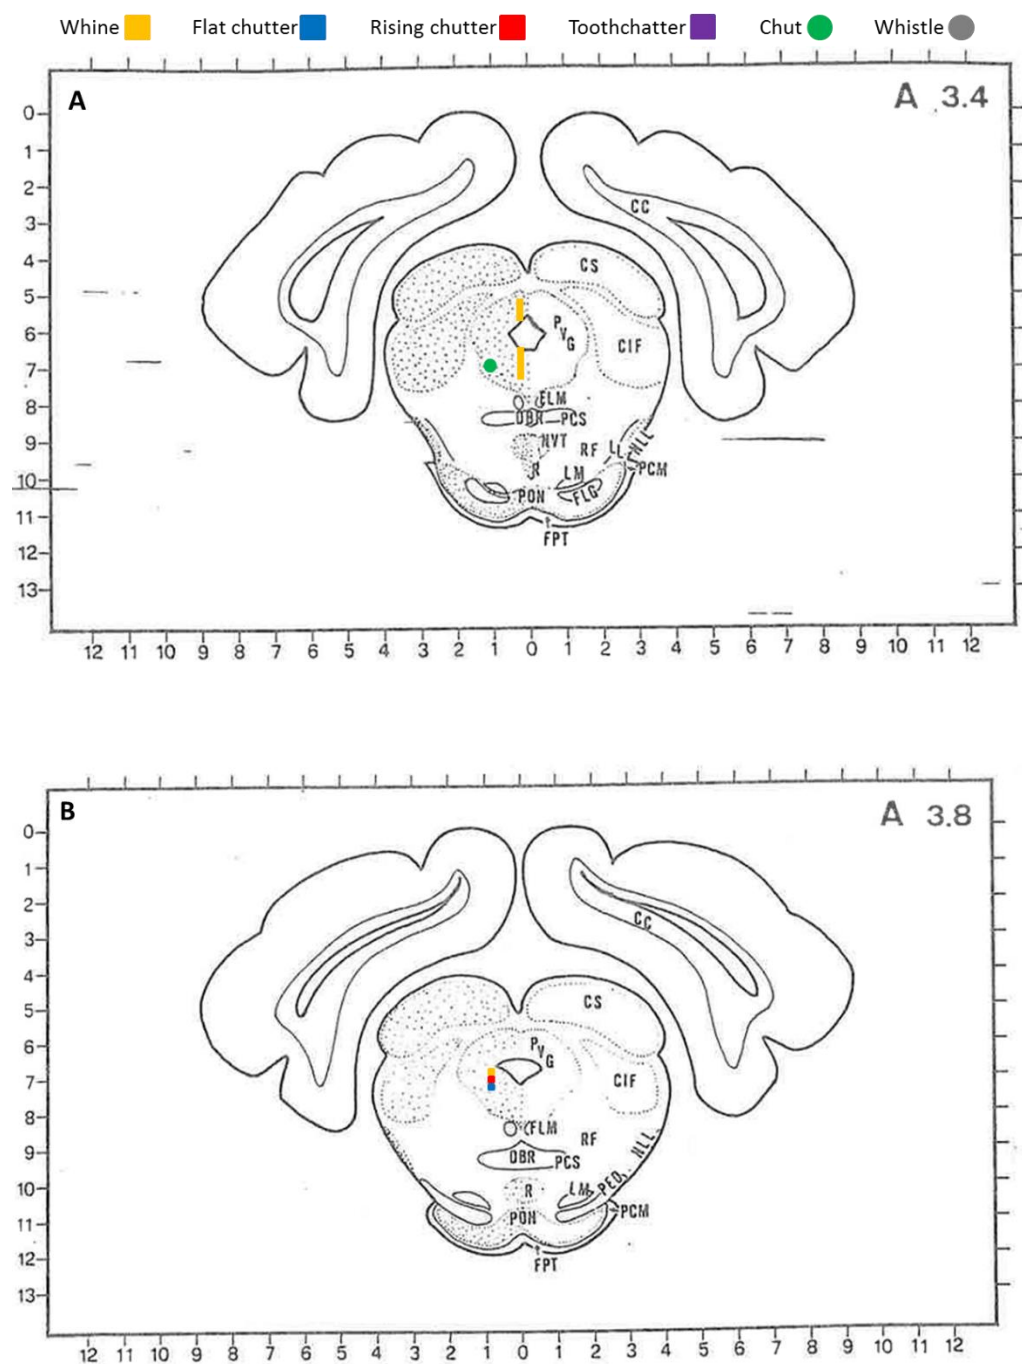 Whine Flat chutter Rising chutter Toothchatter Chut Whistle
A A 3.4
0
1
2
CC
3
4
CS
5
PVG
6
CIF
7
8
FLM
DBR PCS
9
NVT RF LL NLL
R LM PCM
10
PON FLG
11
FPT
12
13
12 11 10 9 8 7 6 5 4 3 2 1 0 1 2 3 4 5 6 7 8 9 10 11 12
B A 3.8
0
1
2
CC
3
4
5
CS
6
PVG
7
CIF
8
FLM
RF NLL
9
DBR PCS
10
R LM PED
PCM
11
PON
12
FPT
13
12 11 10 9 8 7 6 5 4 3 2 1 0 1 2 3 4 5 6 7 8 9 10 11 12